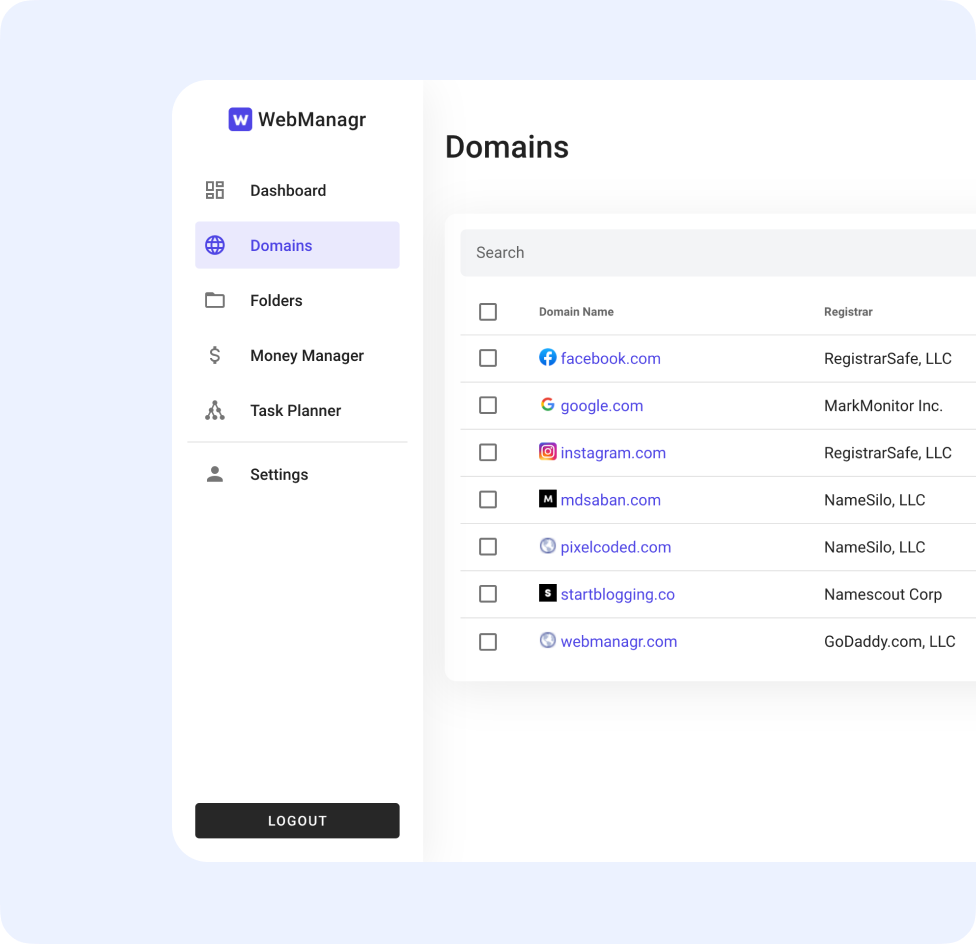 W WebManagr
Dashboard
Domains
Folders
Money Manager
Task Planner
Settings
LOGOUT
Domains
Search
Domain Name Registrar
facebook.com RegistrarSafe, LLC
google.com MarkMonitor Inc.
instagram.com RegistrarSafe, LLC
M mdsaban.com NameSilo, LLC
pixelcoded.com NameSilo, LLC
S startblogging.co Namescout Corp
webmanagr.com GoDaddy.com, LLC